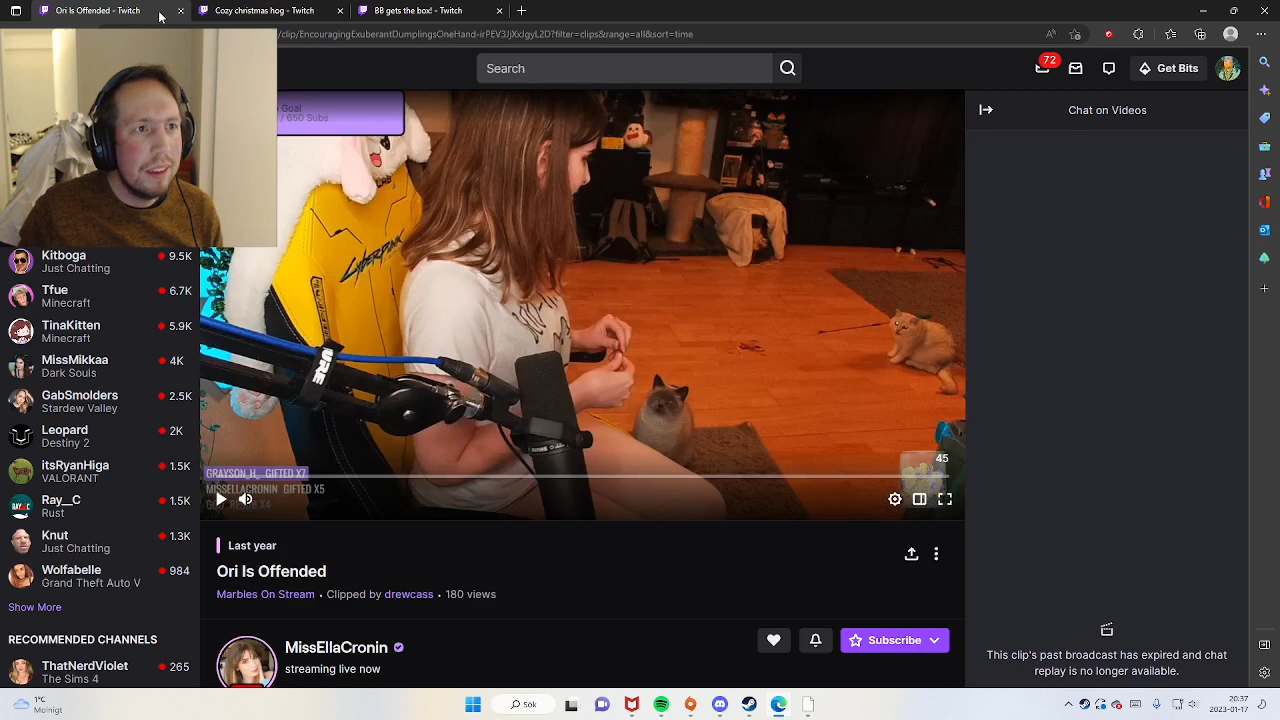 Ori Is Offended - Twitch
Cozy christmas hog - Twitch
BB gets the box! - Twitch
/clip/EncouragingExuberantDumplingsOneHand-irPEV3JjXxJgyL2D?filter=clips&range=all&sort=time
Search
72
Get Bits
Goal
/ 650 Subs
Chat on Videos
CYBERPUNK
URE
Kitboga
Just Chatting
9.5K
Tfue
Minecraft
6.7K
TinaKitten
Minecraft
5.9K
MissMikkaa
Dark Souls
4K
GabSmolders
Stardew Valley
2.5K
Leopard
Destiny 2
2K
itsRyanHiga
VALORANT
1.5K
Ray__C
Rust
1.5K
Knut
Just Chatting
1.3K
Wolfabelle
Grand Theft Auto V
984
Show More
RECOMMENDED CHANNELS
ThatNerdViolet
The Sims 4
265
45
GRAYSON_H_ GIFTED X7
MISSELLACRONIN GIFTED X5
Last year
Ori Is Offended
Marbles On Stream • Clipped by drewcass • 180 views
MissEllaCronin
streaming live now
Subscribe
This clip's past broadcast has expired and chat
replay is no longer available.
1°C
Molnigt
Sök
2023-01-17